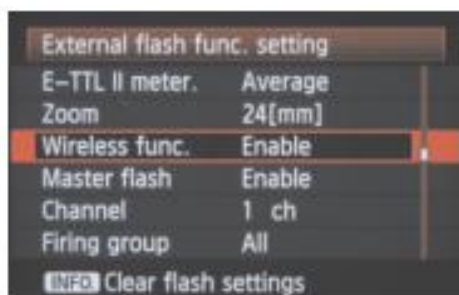 External flash func. setting
E-TTL II meter. Average
Zoom 24[mm]
Wireless func. Enable
Master flash Enable
Channel 1 ch
Firing group All
INFO. Clear flash settings